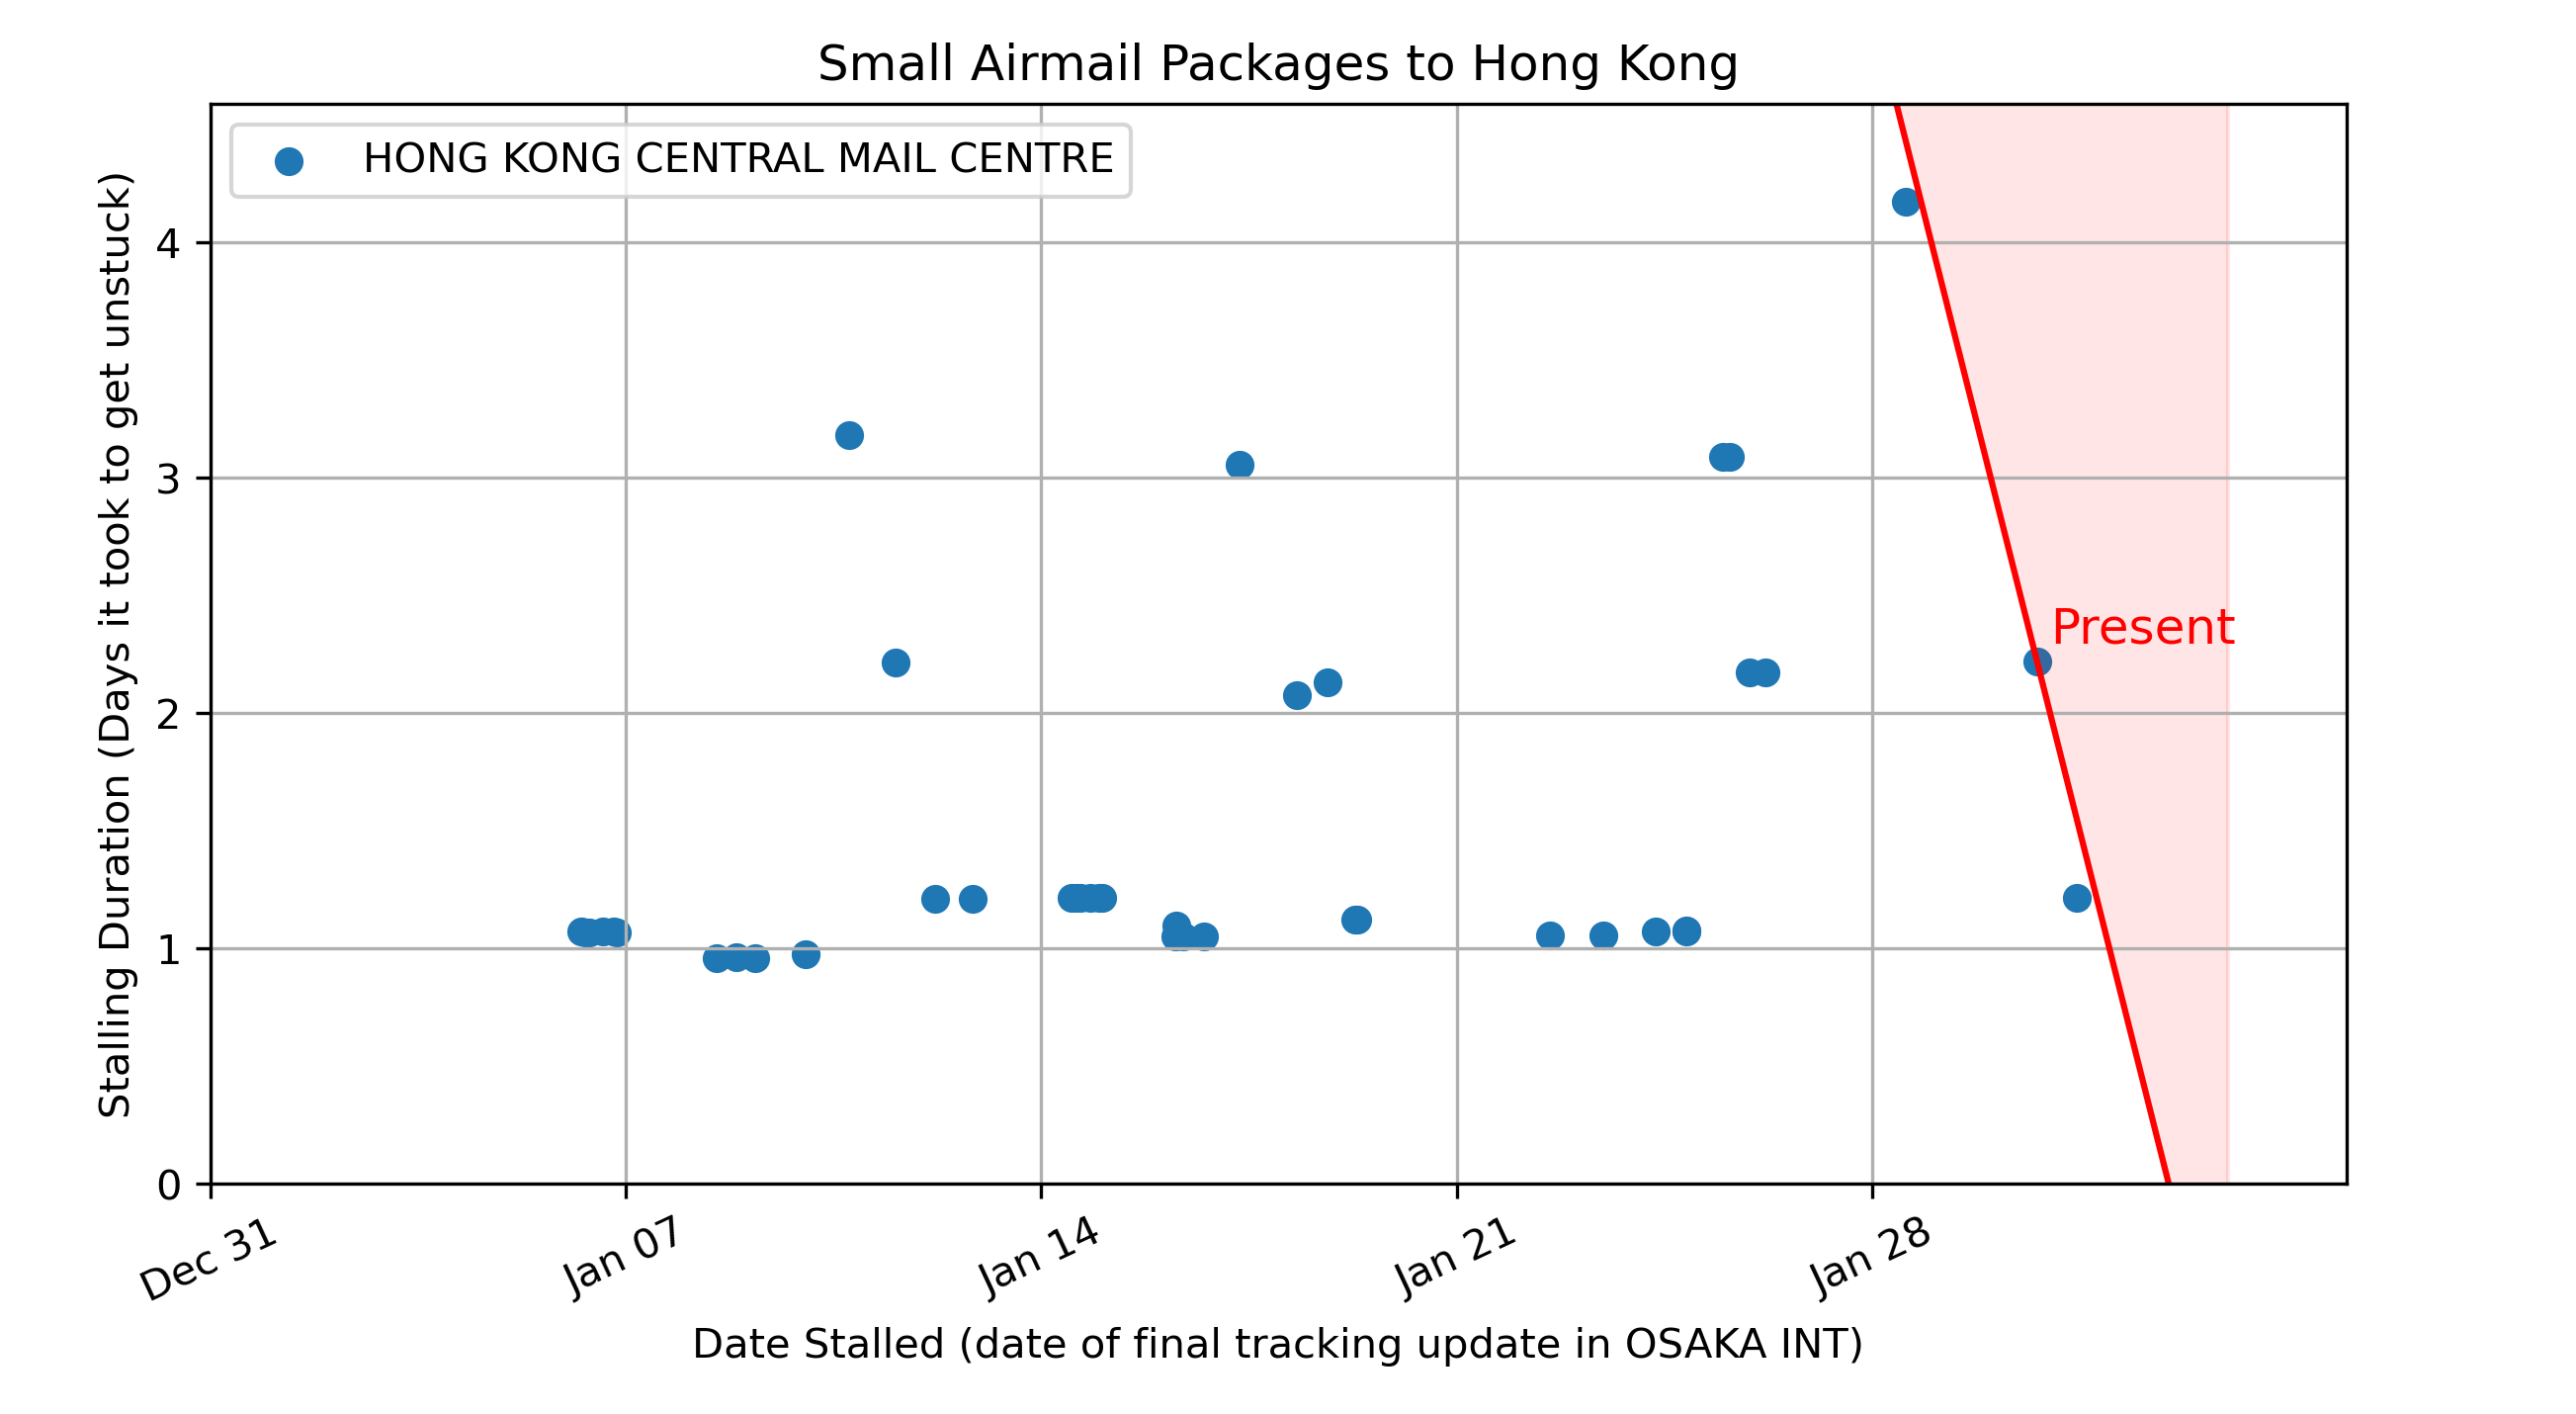 Small Airmail Packages to Hong Kong
HONG KONG CENTRAL MAIL CENTRE
Stalling Duration (Days it took to get unstuck)
4
3
2
1
0
Present
Dec 31
Jan 07
Jan 14
Jan 21
Jan 28
Date Stalled (date of final tracking update in OSAKA INT)